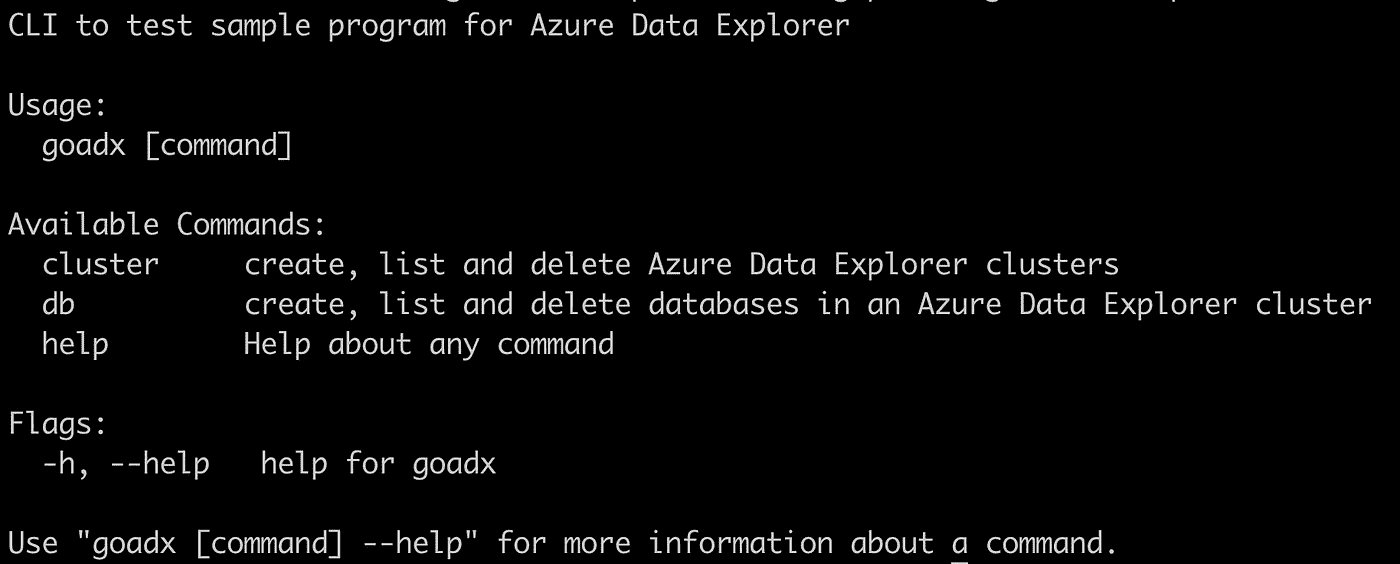 CLI to test sample program for Azure Data Explorer
Usage:
goadx [command]
Available Commands:
cluster create, list and delete Azure Data Explorer clusters
db create, list and delete databases in an Azure Data Explorer cluster
help Help about any command
Flags:
-h, --help help for goadx
Use "goadx [command] --help" for more information about a command.